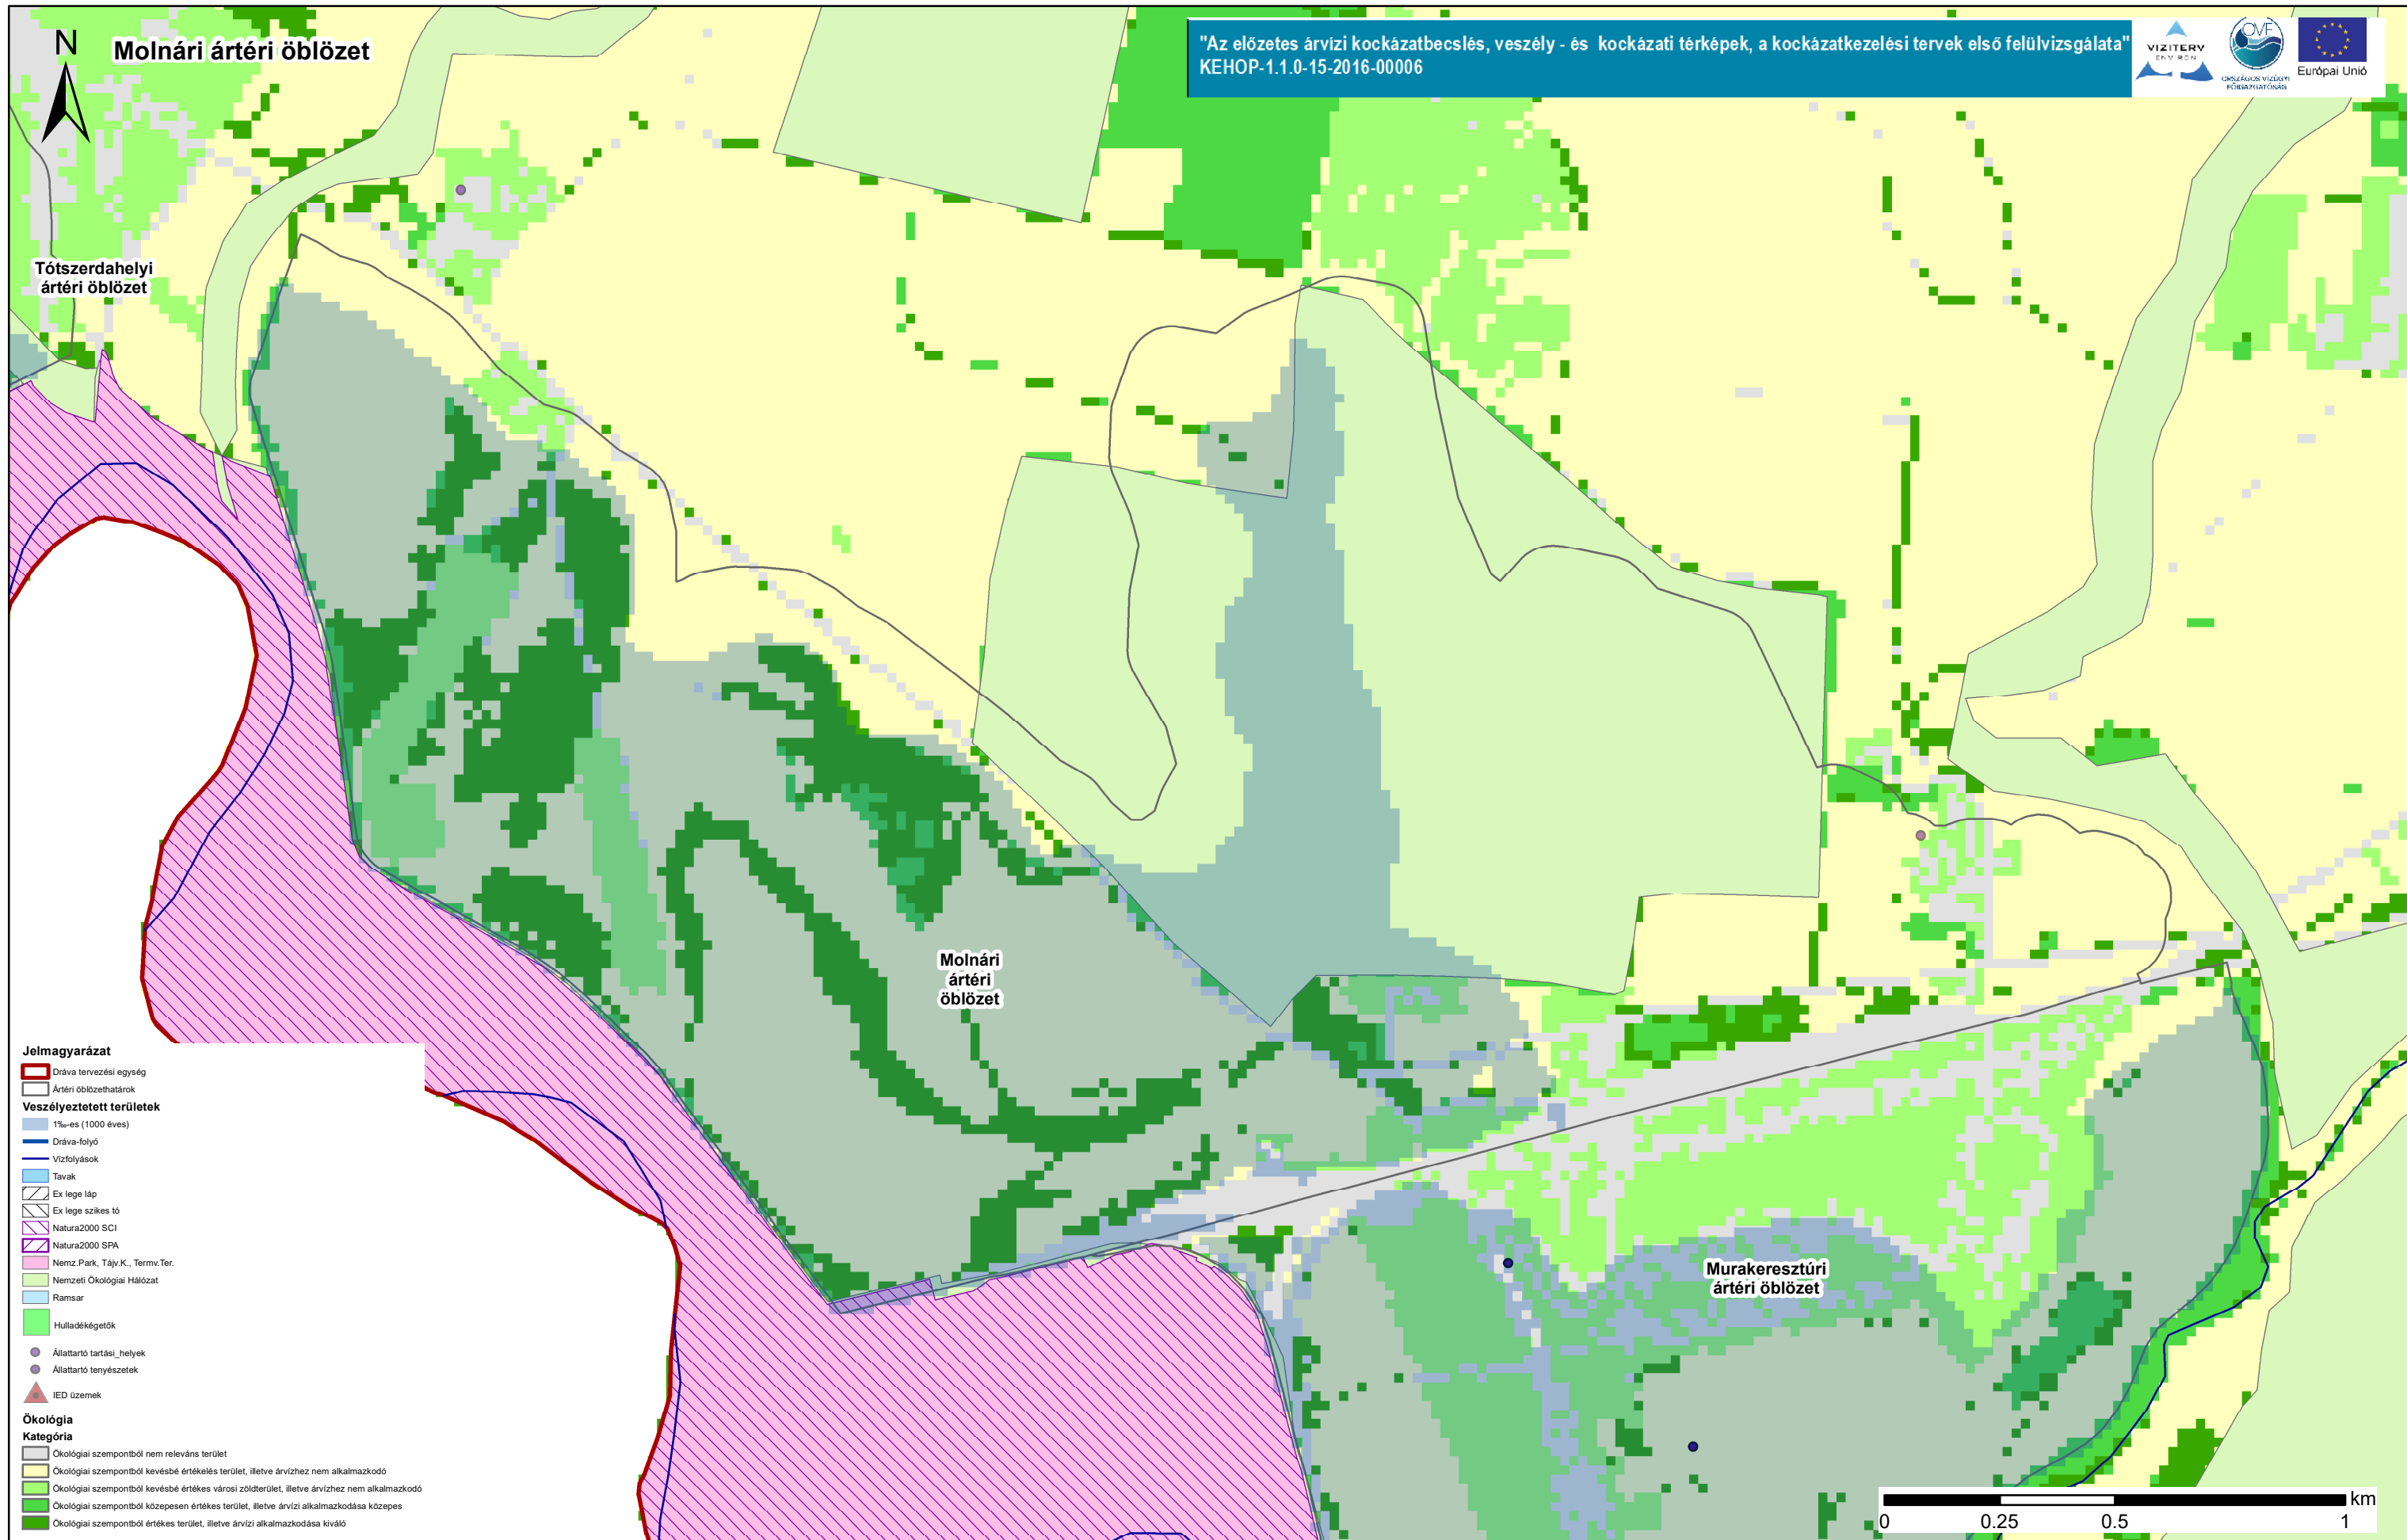 N
Molnári ártéri öblözet
"Az előzetes árvízi kockázatbecslés, veszély - és kockázati térképek, a kockázatkezelési tervek első felülvizsgálata"
KEHOP-1.1.0-15-2016-00006
VIZITERV
ENVIRON
OVF
ORSZÁGOS VÍZÜGYI
FŐIGAZGATÓSÁG
Európai Unió
Tótszerdahelyi
ártéri öblözet
Molnári
ártéri
öblözet
Murakeresztúri
ártéri öblözet
Jelmagyarázat
Dráva tervezési egység
Ártéri öblözethatárok
Veszélyeztetett területek
1‰-es (1000 éves)
Dráva-folyó
Vízfolyások
Tavak
Ex lege láp
Ex lege szikes tó
Natura2000 SCI
Natura2000 SPA
Nemz.Park, Tájv.K., Termv.Ter.
Nemzeti Ökológiai Hálózat
Ramsar
Hulladékégetők
Állattartó tartási_helyek
Állattartó tenyészetek
IED üzemek
Ökológia
Kategória
Ökológiai szempontból nem releváns terület
Ökológiai szempontból kevésbé értékelés terület, illetve árvízhez nem alkalmazkodó
Ökológiai szempontból kevésbé értékes városi zöldterület, illetve árvízhez nem alkalmazkodó
Ökológiai szempontból közepesen értékes terület, illetve árvízi alkalmazkodása közepes
Ökológiai szempontból értékes terület, illetve árvízi alkalmazkodása kiváló
km
0 0.25 0.5 1